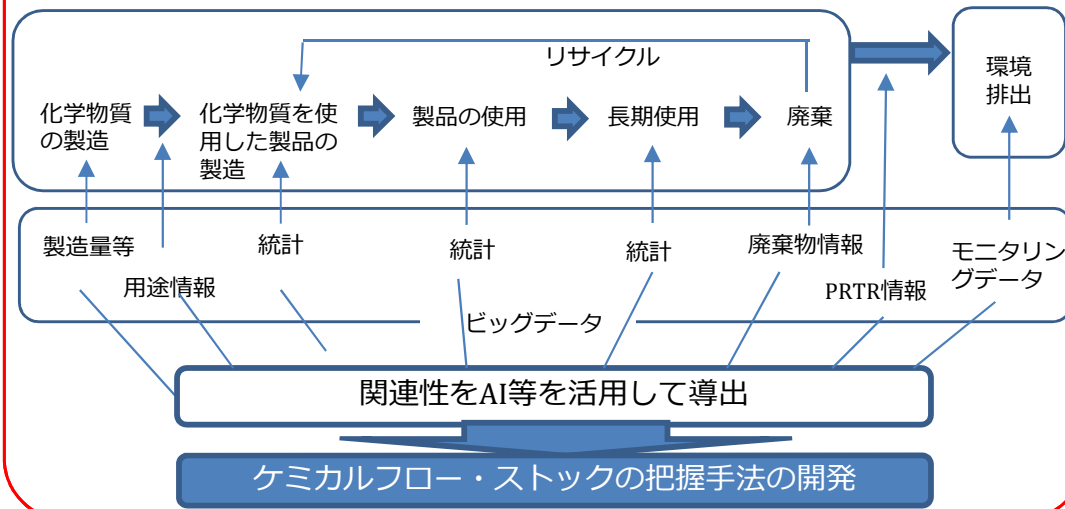 リサイクル
環境
排出
化学物質
の製造
化学物質を使
用した製品の
製造
製品の使用
長期使用
廃棄
製造量等
用途情報
統計
統計
統計
廃棄物情報
PRTR情報
モニタリン
グデータ
ビッグデータ
関連性をAI等を活用して導出
ケミカルフロー・ストックの把握手法の開発